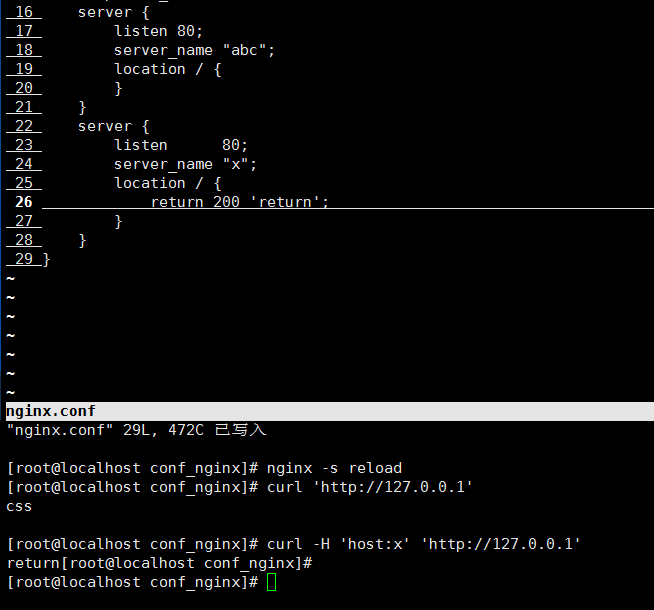 16     server {
17         listen 80;
18         server_name "abc";
19         location / {
20         }
21     }
22     server {
23         listen      80;
24         server_name "x";
25         location / {
26             return 200 'return';
27         }
28     }
29 }
~
~
~
~
~
~
~
nginx.conf
"nginx.conf" 29L, 472C 已写入
[root@localhost conf_nginx]# nginx -s reload
[root@localhost conf_nginx]# curl 'http://127.0.0.1'
css
[root@localhost conf_nginx]# curl -H 'host:x' 'http://127.0.0.1'
return[root@localhost conf_nginx]#
[root@localhost conf_nginx]#